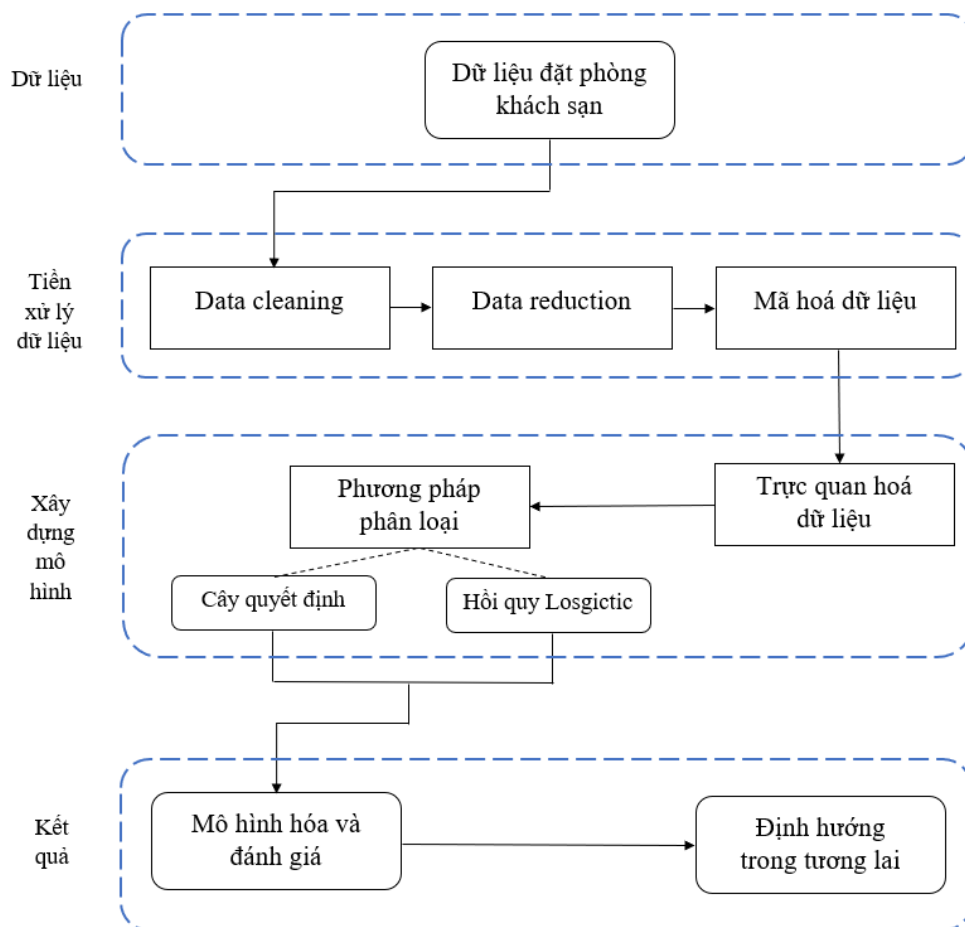 Dữ liệu
Dữ liệu đặt phòng
khách sạn
Tiền
xử lý
dữ liệu
Data cleaning
Data reduction
Mã hoá dữ liệu
Xây
dựng
mô
hình
Phương pháp
phân loại
Trực quan hoá
dữ liệu
Cây quyết định
Hồi quy Losgictic
Kết
quả
Mô hình hóa và
đánh giá
Định hướng
trong tương lai